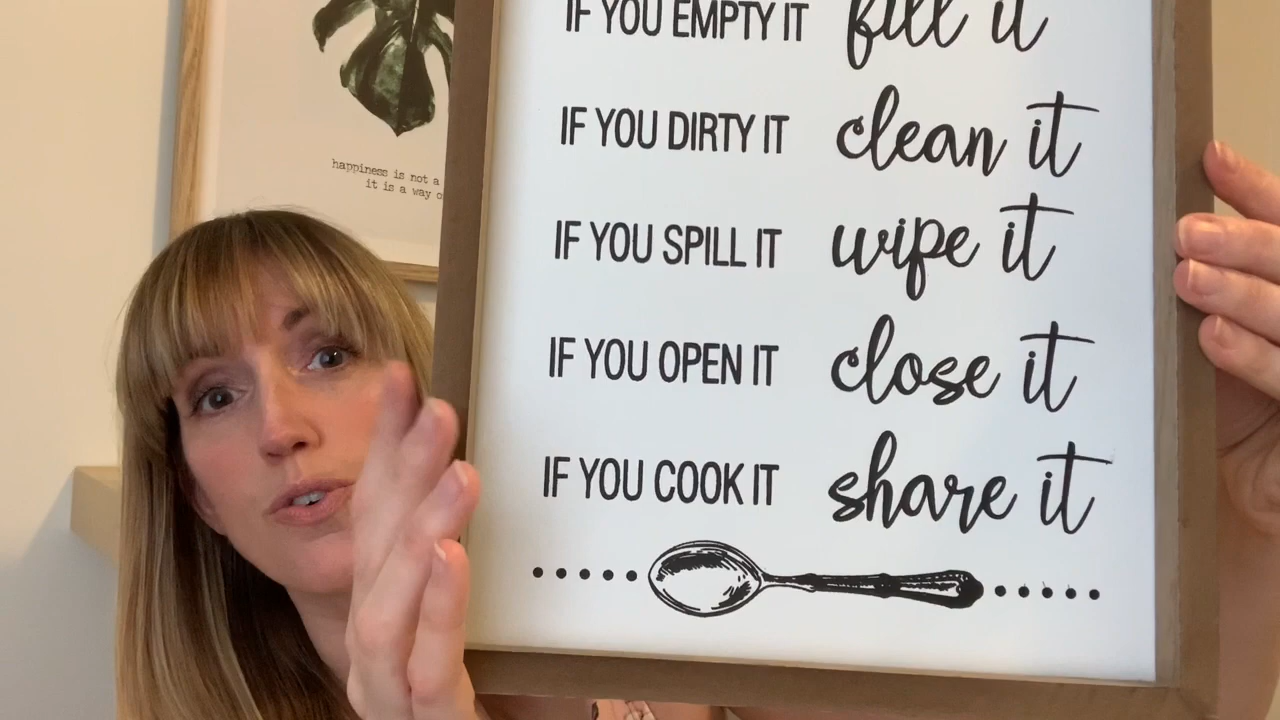 IF YOU EMPTY IT fill it
IF YOU DIRTY IT clean it
IF YOU SPILL IT wipe it
IF YOU OPEN IT close it
IF YOU COOK IT share it
happiness is not a
it is a way